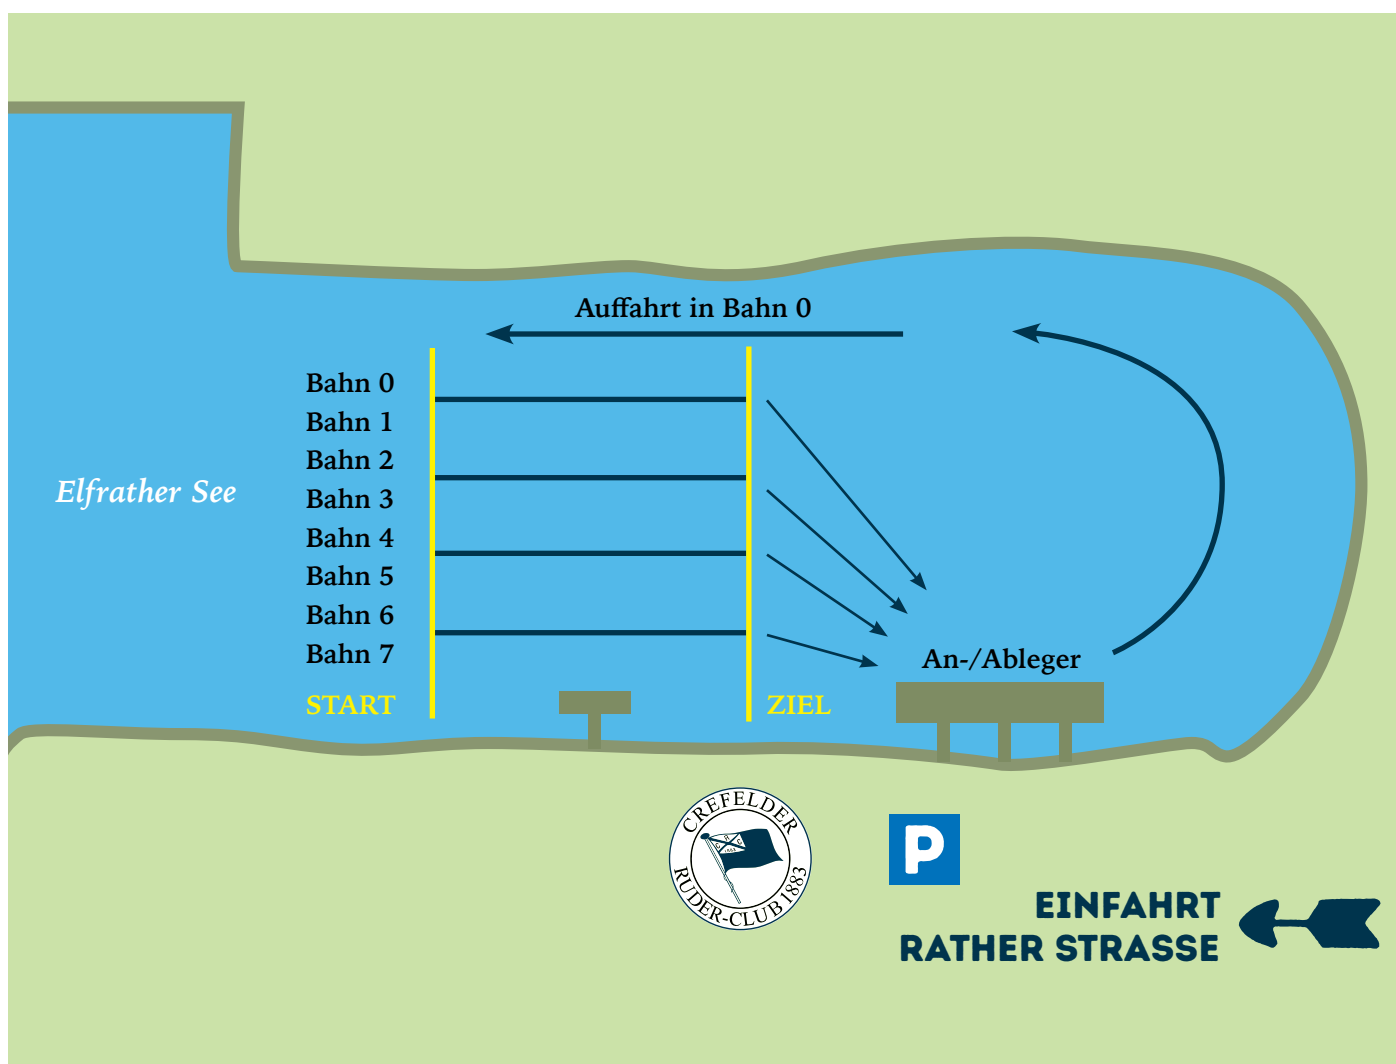 Auffahrt in Bahn 0
Bahn 0
Bahn 1
Bahn 2
Bahn 3
Bahn 4
Bahn 5
Bahn 6
Bahn 7
Elfrather See
START
ZIEL
An-/Ableger
CREFELDER
RUDER-CLUB 1883
P
EINFAHRT
RATHER STRASSE